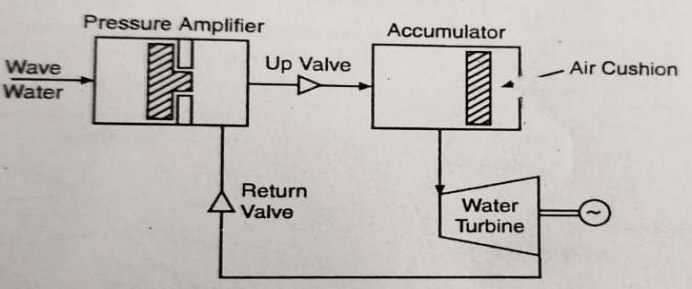 Pressure Amplifier
Accumulator
Wave
Water
Up Valve
Air Cushion
Return
Valve
Water
Turbine
~